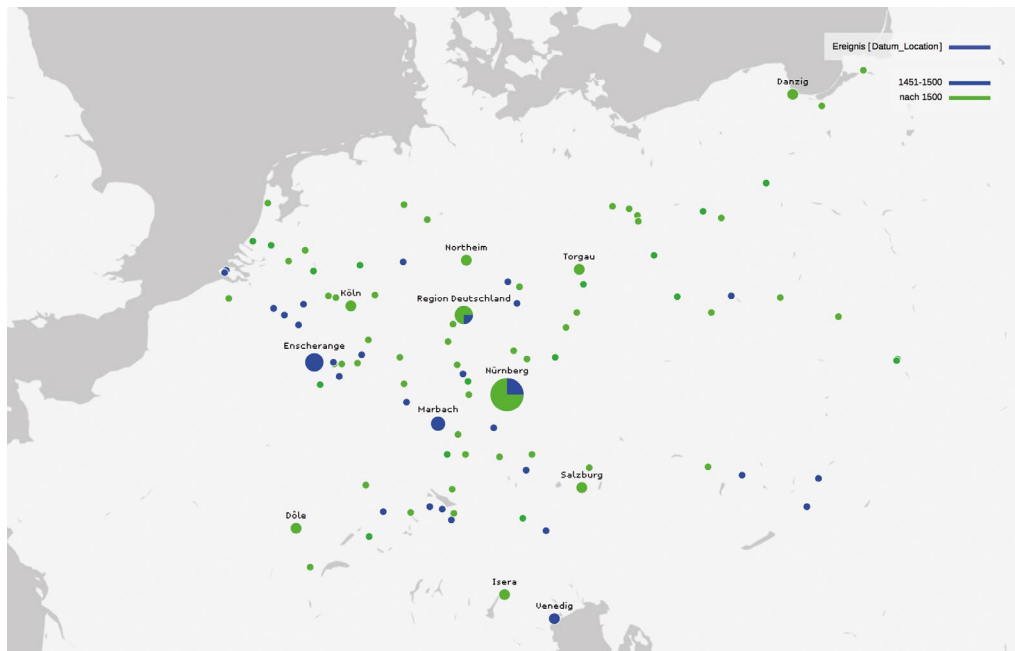 Ereignis [Datum_Location]
1451-1500
nach 1500
Danzig
Northeim
Torgau
Köln
Region Deutschland
Enscherange
Nürnberg
Marbach
Salzburg
Dôle
Isera
Venedig